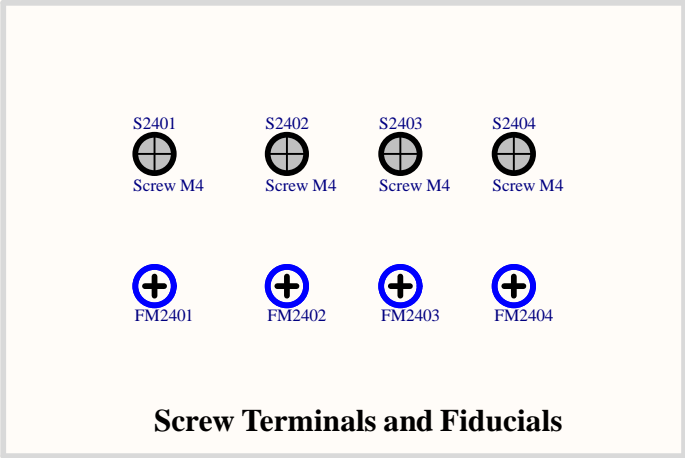 S2401 S2402 S2403 S2404
Screw M4 Screw M4 Screw M4 Screw M4
FM2401 FM2402 FM2403 FM2404
Screw Terminals and Fiducials